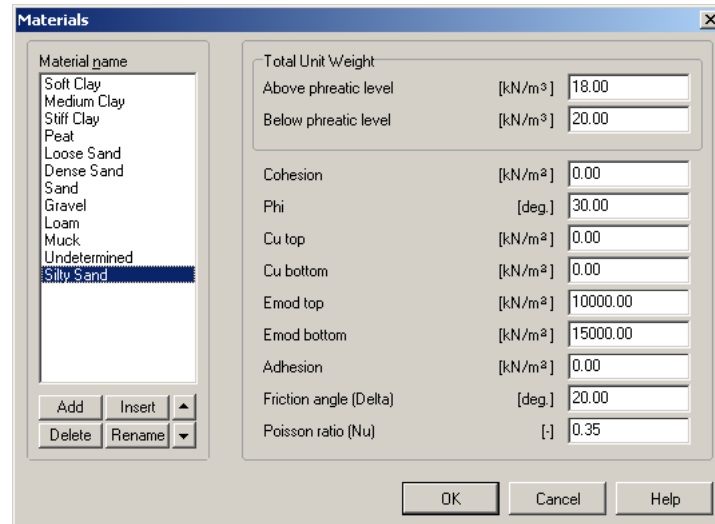 Materials
Material name
Soft Clay
Medium Clay
Stiff Clay
Peat
Loose Sand
Dense Sand
Sand
Gravel
Loam
Muck
Undetermined
Silty Sand
Add Insert
Delete Rename
Total Unit Weight
Above phreatic level [kN/m³] 18.00
Below phreatic level [kN/m³] 20.00
Cohesion [kN/m²] 0.00
Phi [deg.] 30.00
Cu top [kN/m²] 0.00
Cu bottom [kN/m²] 0.00
Emod top [kN/m²] 10000.00
Emod bottom [kN/m²] 15000.00
Adhesion [kN/m²] 0.00
Friction angle (Delta) [deg.] 20.00
Poisson ratio (Nu) [-] 0.35
OK Cancel Help